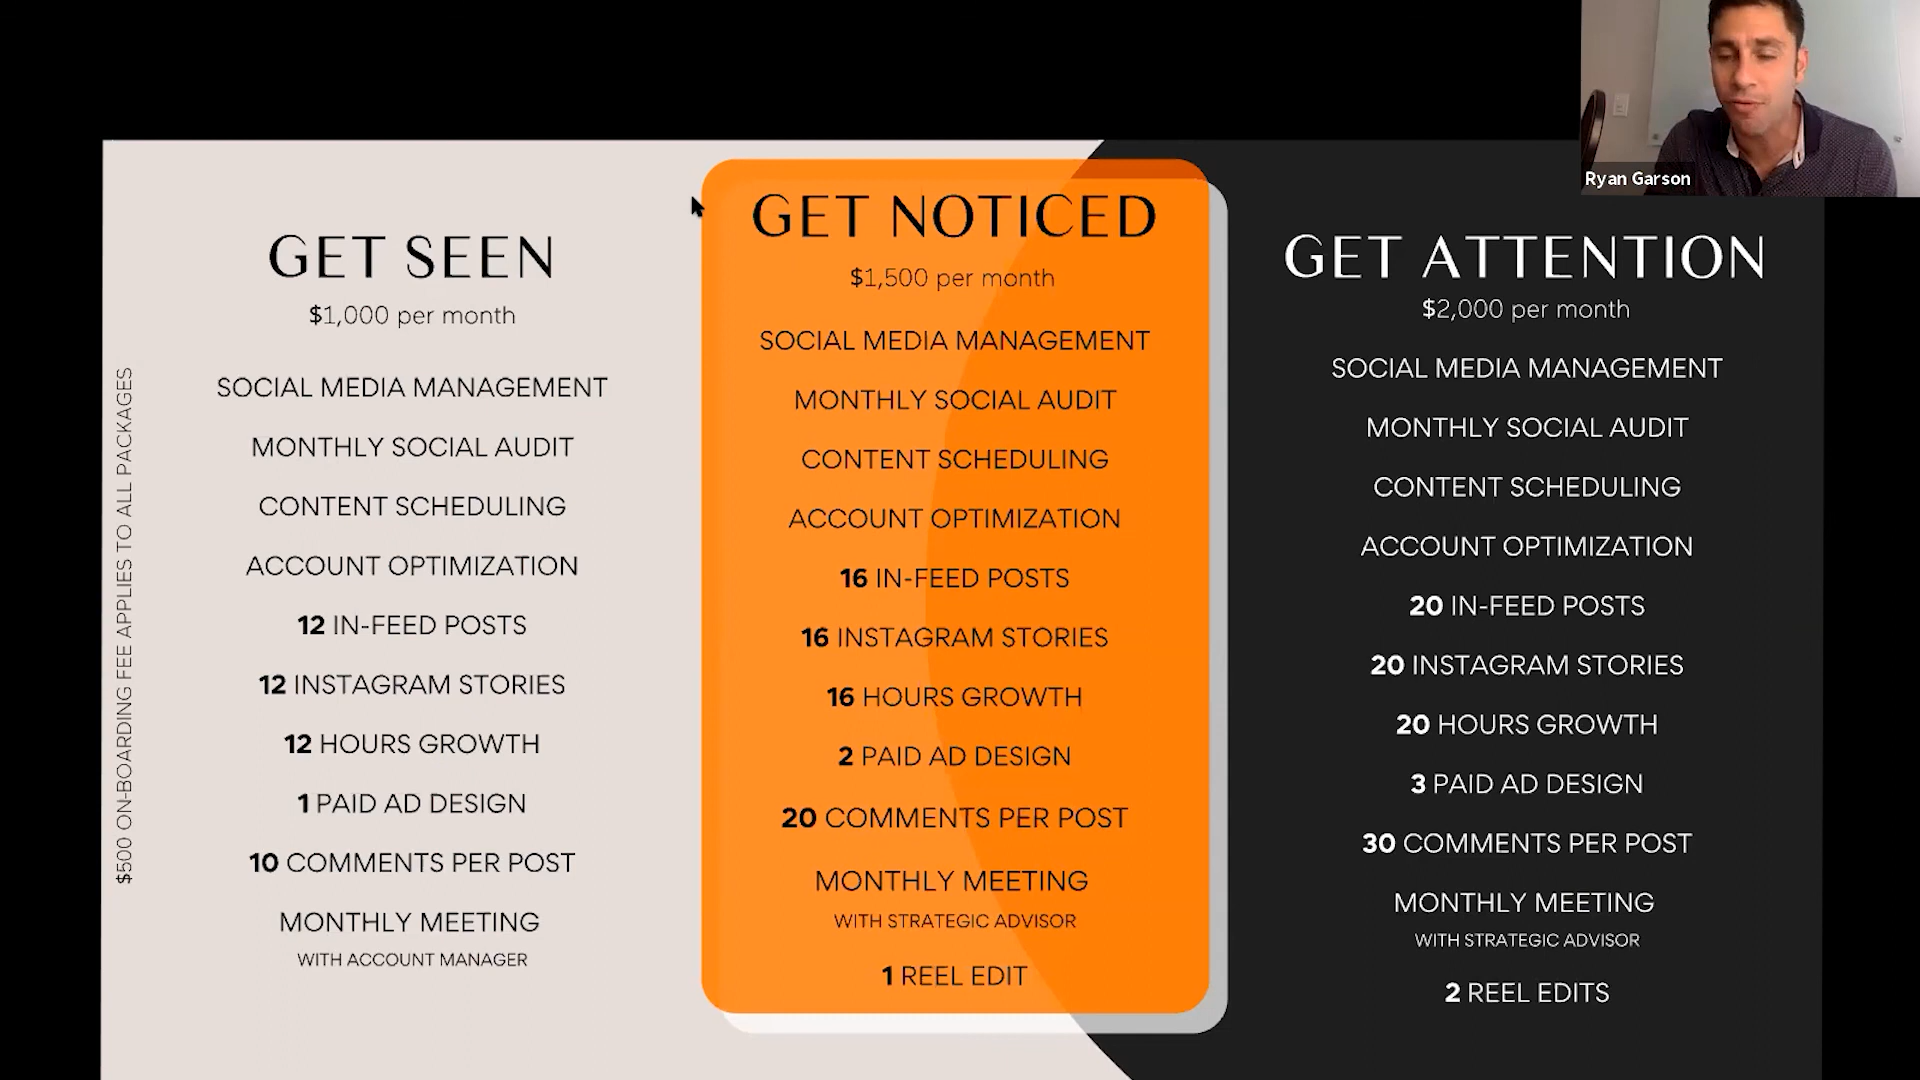 Ryan Garson
$500 ON-BOARDING FEE APPLIES TO ALL PACKAGES
GET SEEN
$1,000 per month
SOCIAL MEDIA MANAGEMENT
MONTHLY SOCIAL AUDIT
CONTENT SCHEDULING
ACCOUNT OPTIMIZATION
12 IN-FEED POSTS
12 INSTAGRAM STORIES
12 HOURS GROWTH
1 PAID AD DESIGN
10 COMMENTS PER POST
MONTHLY MEETING
WITH ACCOUNT MANAGER
GET NOTICED
$1,500 per month
SOCIAL MEDIA MANAGEMENT
MONTHLY SOCIAL AUDIT
CONTENT SCHEDULING
ACCOUNT OPTIMIZATION
16 IN-FEED POSTS
16 INSTAGRAM STORIES
16 HOURS GROWTH
2 PAID AD DESIGN
20 COMMENTS PER POST
MONTHLY MEETING
WITH STRATEGIC ADVISOR
1 REEL EDIT
GET ATTENTION
$2,000 per month
SOCIAL MEDIA MANAGEMENT
MONTHLY SOCIAL AUDIT
CONTENT SCHEDULING
ACCOUNT OPTIMIZATION
20 IN-FEED POSTS
20 INSTAGRAM STORIES
20 HOURS GROWTH
3 PAID AD DESIGN
30 COMMENTS PER POST
MONTHLY MEETING
WITH STRATEGIC ADVISOR
2 REEL EDITS